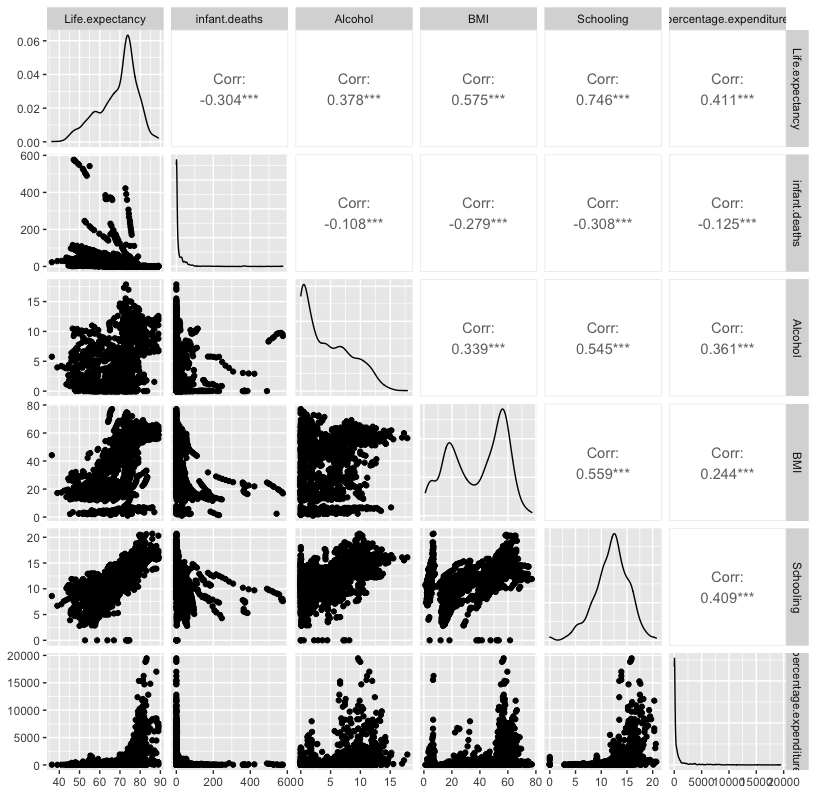 Life.expectancy infant.deaths Alcohol BMI Schooling percentage.expenditure
0.06
0.04
0.02
0.00
Corr:
-0.304***
Corr:
0.378***
Corr:
0.575***
Corr:
0.746***
Corr:
0.411***
Life.expectancy
600
400
200
0
Corr:
-0.108***
Corr:
-0.279***
Corr:
-0.308***
Corr:
-0.125***
infant.deaths
15
10
5
0
Corr:
0.339***
Corr:
0.545***
Corr:
0.361***
Alcohol
80
60
40
20
0
Corr:
0.559***
Corr:
0.244***
BMI
20
15
10
5
0
Corr:
0.409***
Schooling
20000
15000
10000
5000
0
percentage.expenditure
40 50 60 70 80 90 0 200 400 600 0 5 10 15 0 20 40 60 80 0 5 10 15 20 0 5000 10000 15000 20000